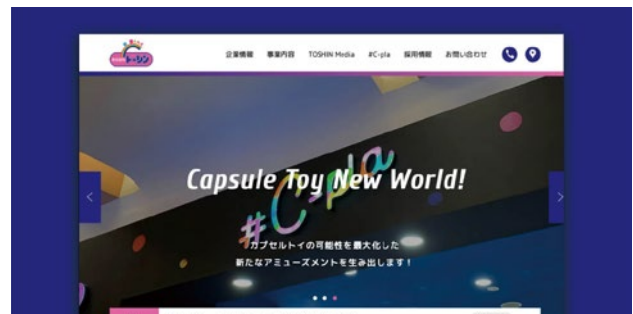 トーシン
企業情報 事業内容 TOSHIN Media #C-pla 採用情報 お問い合わせ
Capsule Toy New World!
#C-pla
カプセルトイの可能性を最大化した
新たなアミューズメントを生み出します!